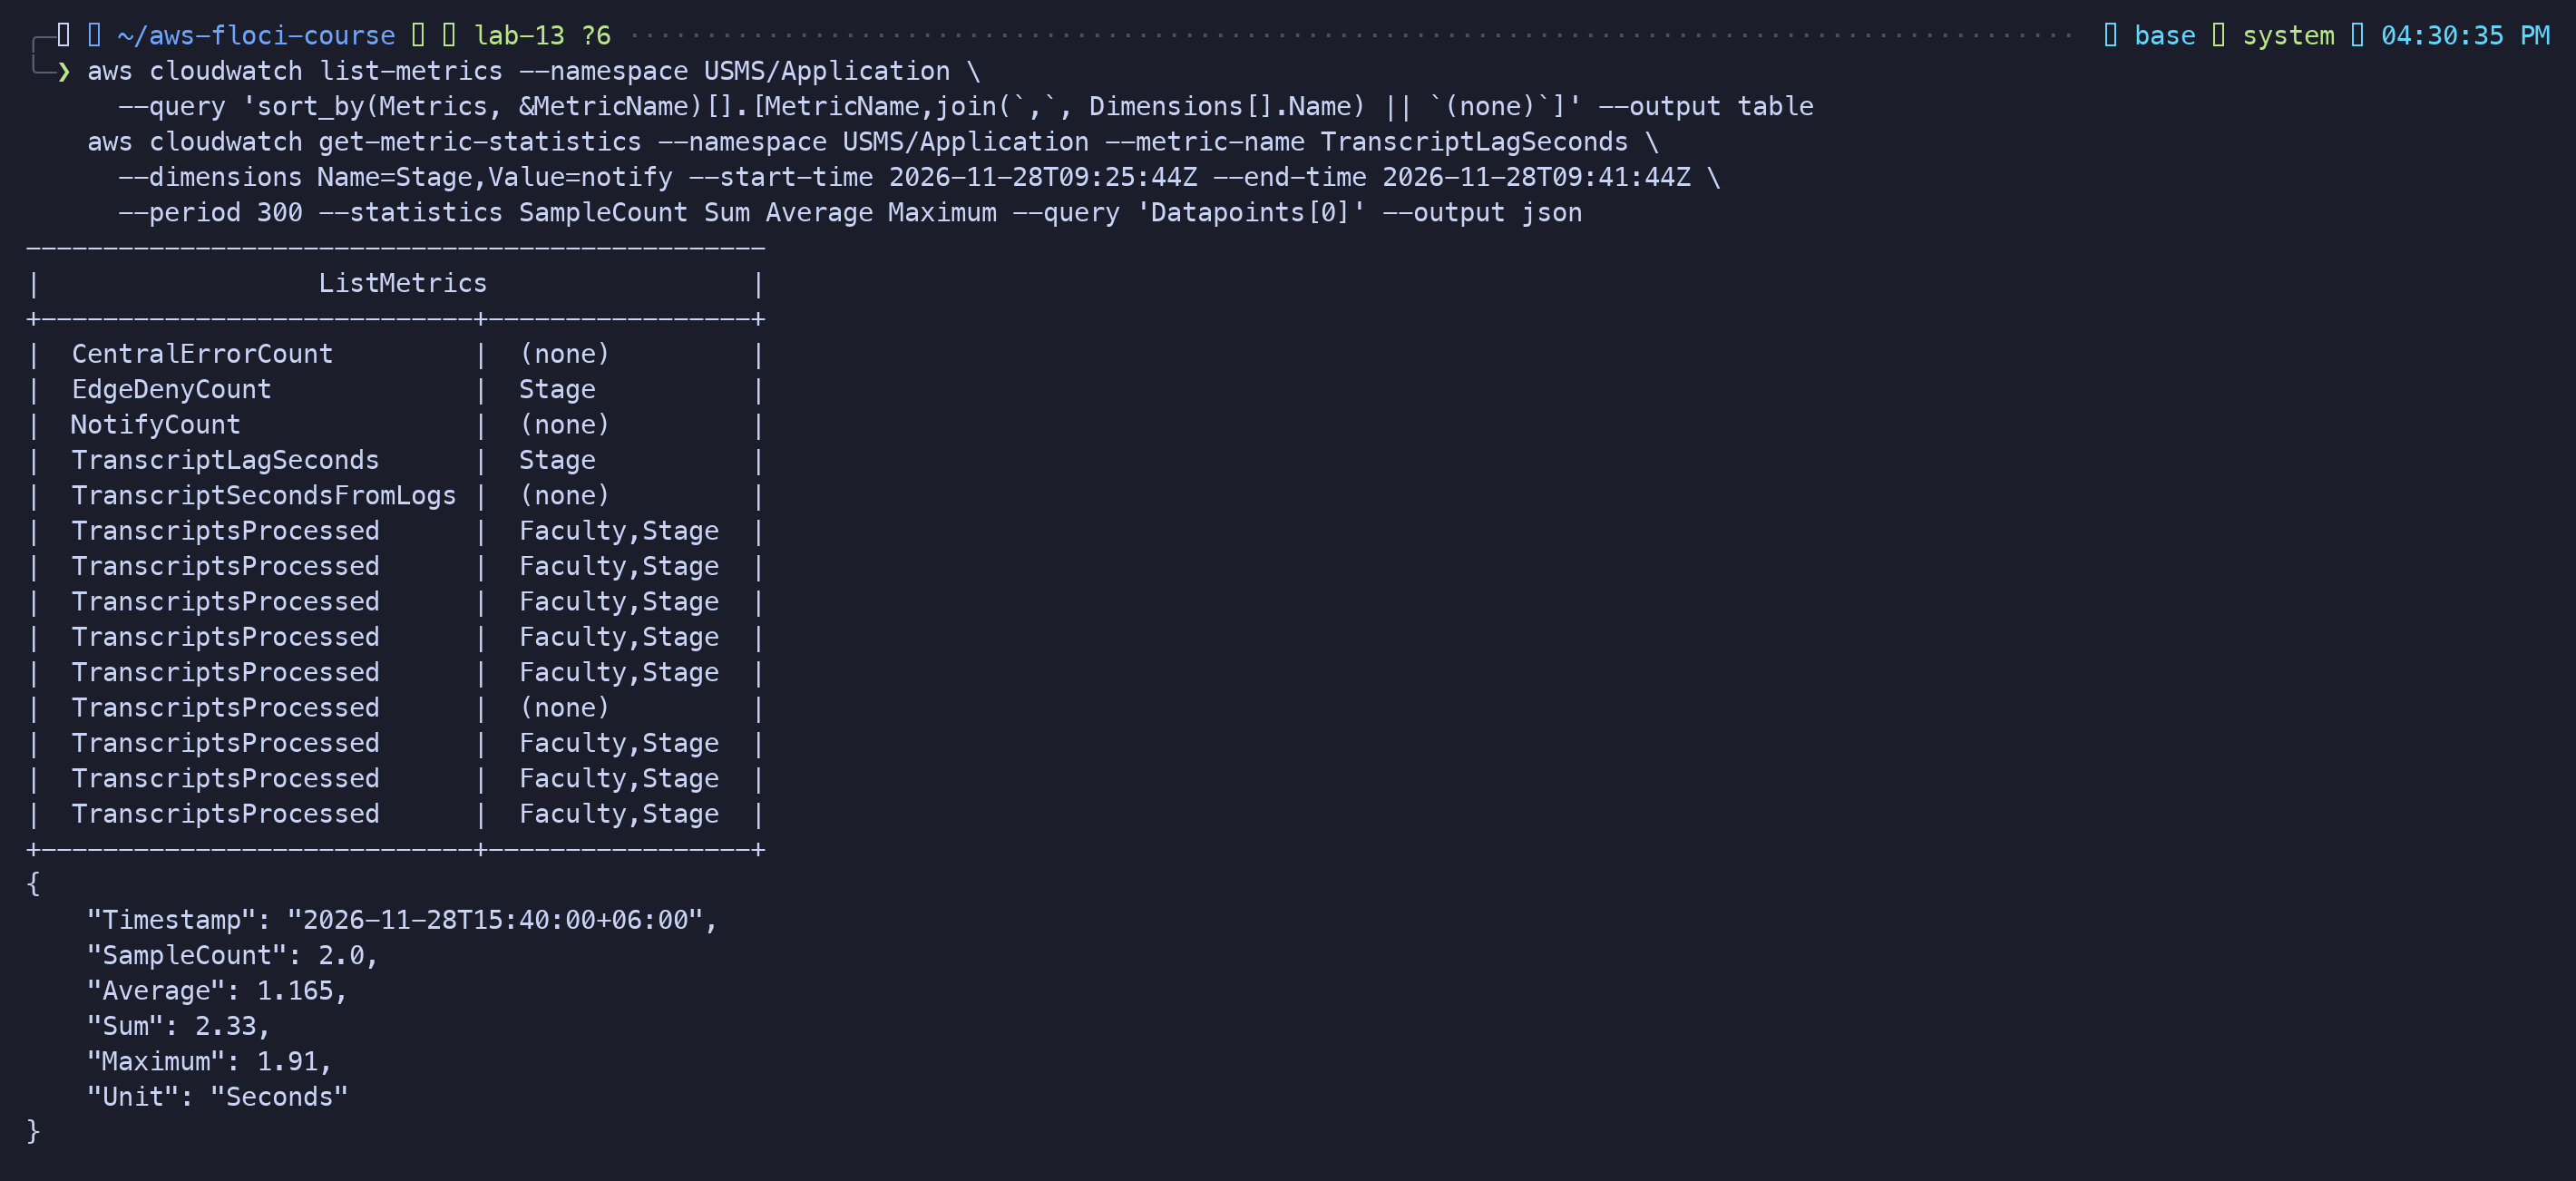 ~/aws-floci-course lab-13 ?6 base system 04:30:35 PM
❯ aws cloudwatch list-metrics --namespace USMS/Application \
--query 'sort_by(Metrics, &MetricName)[].[MetricName,join(`,`, Dimensions[].Name) || `(none)`]' --output table
aws cloudwatch get-metric-statistics --namespace USMS/Application --metric-name TranscriptLagSeconds \
--dimensions Name=Stage,Value=notify --start-time 2026-11-28T09:25:44Z --end-time 2026-11-28T09:41:44Z \
--period 300 --statistics SampleCount Sum Average Maximum --query 'Datapoints[0]' --output json
------------------------------------------------
|                  ListMetrics                 |
+----------------------------+-----------------+
|  CentralErrorCount         |  (none)         |
|  EdgeDenyCount             |  Stage          |
|  NotifyCount               |  (none)         |
|  TranscriptLagSeconds      |  Stage          |
|  TranscriptSecondsFromLogs |  (none)         |
|  TranscriptsProcessed      |  Faculty,Stage  |
|  TranscriptsProcessed      |  Faculty,Stage  |
|  TranscriptsProcessed      |  Faculty,Stage  |
|  TranscriptsProcessed      |  Faculty,Stage  |
|  TranscriptsProcessed      |  Faculty,Stage  |
|  TranscriptsProcessed      |  (none)         |
|  TranscriptsProcessed      |  Faculty,Stage  |
|  TranscriptsProcessed      |  Faculty,Stage  |
|  TranscriptsProcessed      |  Faculty,Stage  |
+----------------------------+-----------------+
{
    "Timestamp": "2026-11-28T15:40:00+06:00",
    "SampleCount": 2.0,
    "Average": 1.165,
    "Sum": 2.33,
    "Maximum": 1.91,
    "Unit": "Seconds"
}